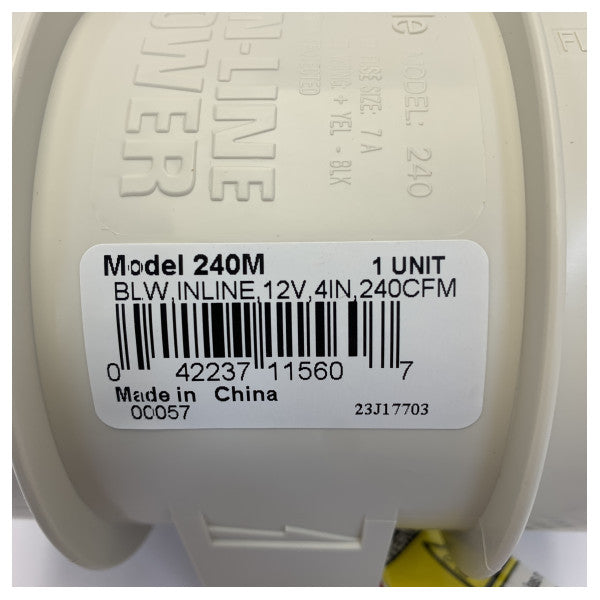 IN-LINE
OWER
MODEL: 240
FUSE SIZE: 7 A
+ YEL - BLK
Model 240M 1 UNIT
BLW,INLINE,12V,4IN,240CFM
0 42237 11560 7
Made in China
00057 23J17703